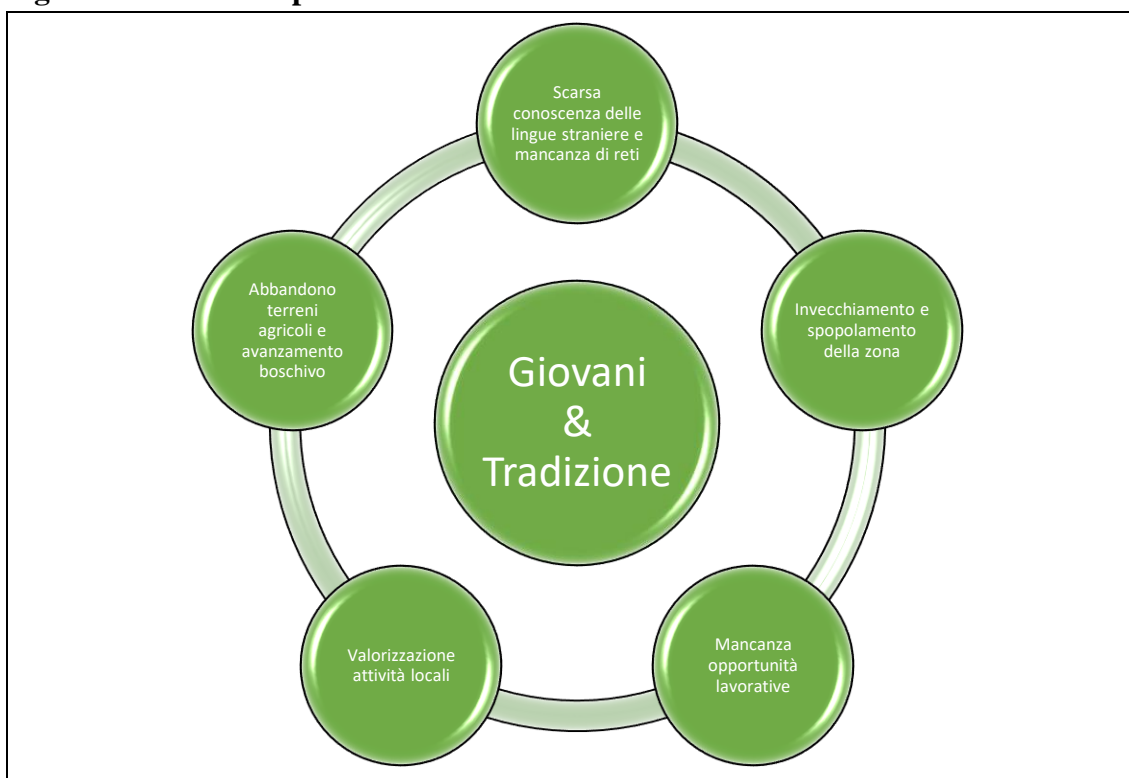 Scarsa
conoscenza delle
lingue straniere e
mancanza di reti
Abbandono
terreni
agricoli e
avanzamento
boschivo
Invecchiamento e
spopolamento
della zona
Giovani
&
Tradizione
Valorizzazione
attività locali
Mancanza
opportunità
lavorative